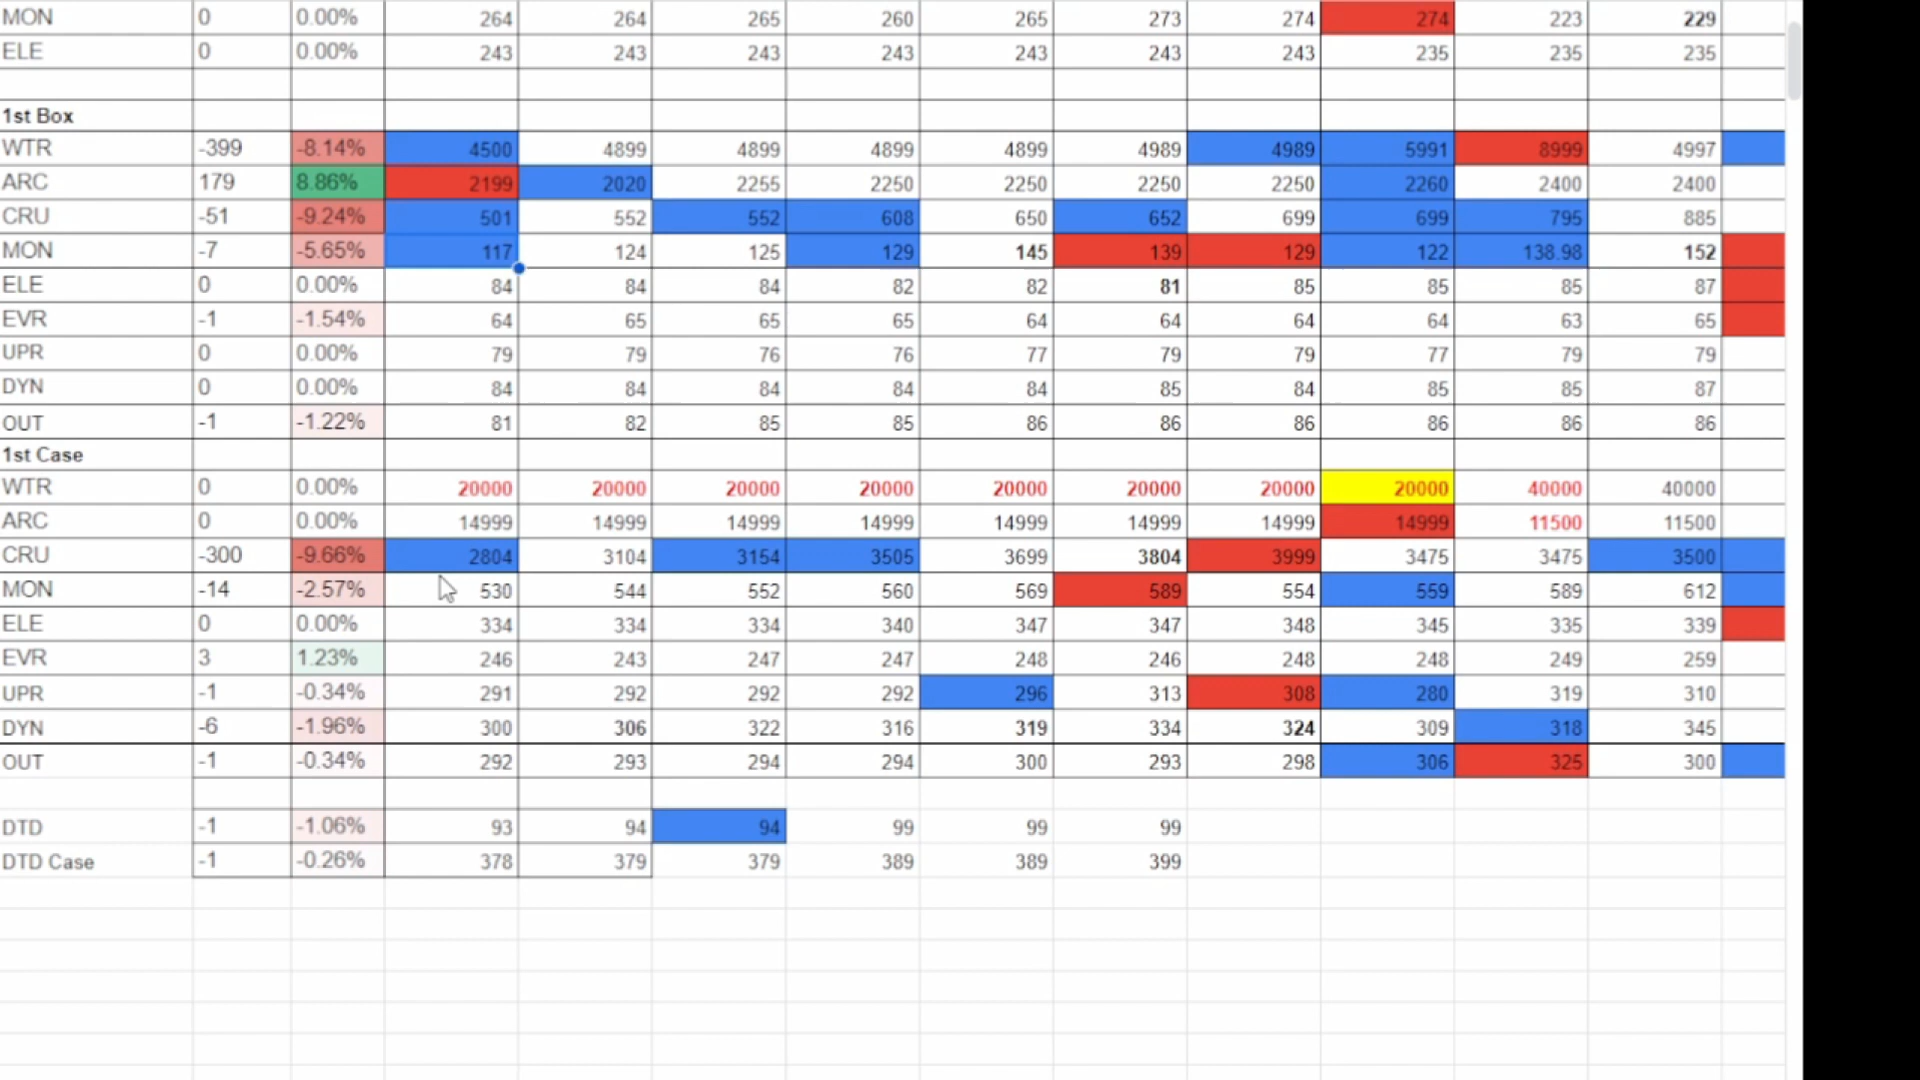 MON 0 0.00% 264 264 265 260 265 273 274 274 223 229
ELE 0 0.00% 243 243 243 243 243 243 243 235 235 235
1st Box
WTR -399 -8.14% 4500 4899 4899 4899 4899 4989 4989 5991 8999 4997
ARC 179 8.86% 2199 2020 2255 2250 2250 2250 2250 2260 2400 2400
CRU -51 -9.24% 501 552 552 608 650 652 699 699 795 885
MON -7 -5.65% 117 124 125 129 145 139 129 122 138.98 152
ELE 0 0.00% 84 84 84 82 82 81 85 85 85 87
EVR -1 -1.54% 64 65 65 65 64 64 64 64 63 65
UPR 0 0.00% 79 79 76 76 77 79 79 77 79 79
DYN 0 0.00% 84 84 84 84 84 85 84 85 85 87
OUT -1 -1.22% 81 82 85 85 86 86 86 86 86 86
1st Case
WTR 0 0.00% 20000 20000 20000 20000 20000 20000 20000 20000 40000 40000
ARC 0 0.00% 14999 14999 14999 14999 14999 14999 14999 14999 11500 11500
CRU -300 -9.66% 2804 3104 3154 3505 3699 3804 3999 3475 3475 3500
MON -14 -2.57% 530 544 552 560 569 589 554 559 589 612
ELE 0 0.00% 334 334 334 340 347 347 348 345 335 339
EVR 3 1.23% 246 243 247 247 248 246 248 248 249 259
UPR -1 -0.34% 291 292 292 292 296 313 308 280 319 310
DYN -6 -1.96% 300 306 322 316 319 334 324 309 318 345
OUT -1 -0.34% 292 293 294 294 300 293 298 306 325 300
DTD -1 -1.06% 93 94 94 99 99 99
DTD Case -1 -0.26% 378 379 379 389 389 399